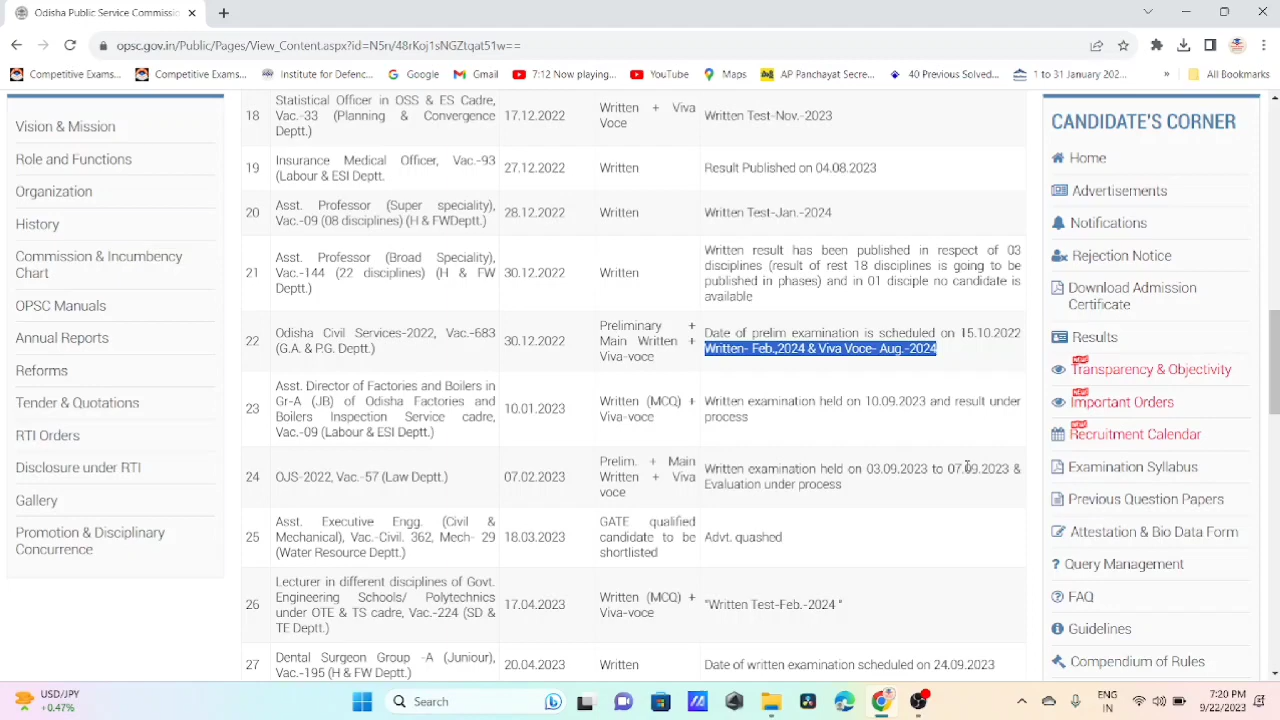 Odisha Public Service Commissio
opsc.gov.in/Public/Pages/View_Content.aspx?id=N5n/48rKoj1sNGZtqat51w==
Competitive Exams...
Competitive Exams...
Institute for Defenc...
Google
Gmail
7:12 Now playing...
YouTube
Maps
AP Panchayat Secre...
40 Previous Solved...
1 to 31 January 202...
»
All Bookmarks
Vision & Mission
Role and Functions
Organization
History
Commission & Incumbency
Chart
OPSC Manuals
Annual Reports
Reforms
Tender & Quotations
RTI Orders
Disclosure under RTI
Gallery
Promotion & Disciplinary
Concurrence
18
Statistical Officer in OSS & ES Cadre,
Vac.-33 (Planning & Convergence
Deptt.)
17.12.2022
Written + Viva
Voce
Written Test-Nov.-2023
19
Insurance Medical Officer, Vac.-93
(Labour & ESI Deptt.
27.12.2022
Written
Result Published on 04.08.2023
20
Asst. Professor (Super speciality),
Vac.-09 (08 disciplines) (H & FWDeptt.)
28.12.2022
Written
Written Test-Jan.-2024
21
Asst. Professor (Broad Speciality),
Vac.-144 (22 disciplines) (H & FW
Deptt.)
30.12.2022
Written
Written result has been published in respect of 03
disciplines (result of rest 18 disciplines is going to be
published in phases) and in 01 disciple no candidate is
available
22
Odisha Civil Services-2022, Vac.-683
(G.A. & P.G. Deptt.)
30.12.2022
Preliminary +
Main Written +
Viva-voce
Date of prelim examination is scheduled on 15.10.2022
Written- Feb.,2024 & Viva Voce- Aug.-2024
23
Asst. Director of Factories and Boilers in
Gr-A (JB) of Odisha Factories and
Boilers Inspection Service cadre,
Vac.-09 (Labour & ESI Deptt.)
10.01.2023
Written (MCQ) +
Viva-voce
Written examination held on 10.09.2023 and result under
process
24
OJS-2022, Vac.-57 (Law Deptt.)
07.02.2023
Prelim. + Main
Written + Viva
voce
Written examination held on 03.09.2023 to 07.09.2023 &
Evaluation under process
25
Asst. Executive Engg. (Civil &
Mechanical), Vac.-Civil. 362, Mech- 29
(Water Resource Deptt.)
18.03.2023
GATE qualified
candidate to be
shortlisted
Advt. quashed
26
Lecturer in different disciplines of Govt.
Engineering Schools/ Polytechnics
under OTE & TS cadre, Vac.-224 (SD &
TE Deptt.)
17.04.2023
Written (MCQ) +
Viva-voce
"Written Test-Feb.-2024 "
27
Dental Surgeon Group -A (Juniour),
Vac.-195 (H & FW Deptt.)
20.04.2023
Written
Date of written examination scheduled on 24.09.2023
CANDIDATE'S CORNER
Home
Advertisements
Notifications
Rejection Notice
Download Admission
Certificate
Results
NEW
Transparency & Objectivity
NEW
Important Orders
NEW
Recruitment Calendar
Examination Syllabus
Previous Question Papers
Attestation & Bio Data Form
? Query Management
FAQ
Guidelines
Compendium of Rules
USD/JPY
+0.47%
Search
ENG
IN
7:20 PM
9/22/2023